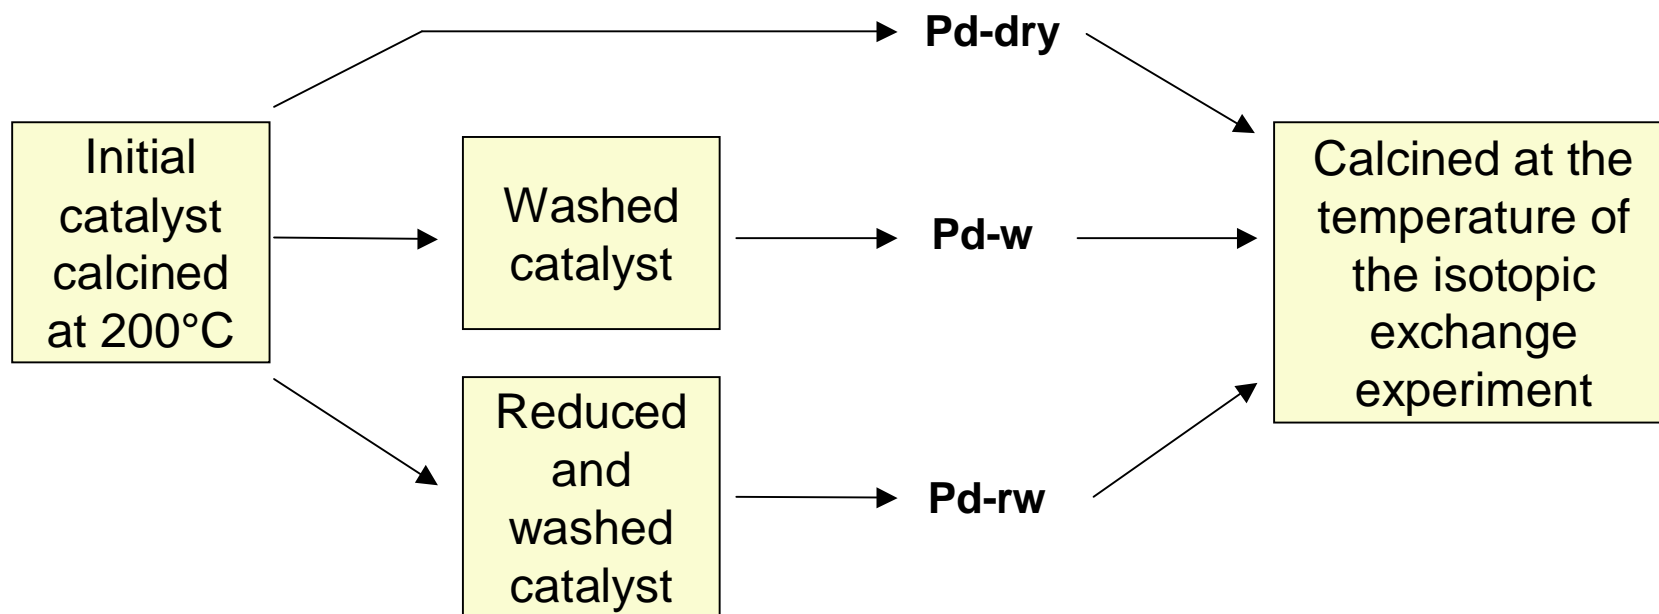 Initial
catalyst
calcined
at 200°C
Pd-dry
Washed
catalyst
Pd-w
Reduced
and
washed
catalyst
Pd-rw
Calcined at the
temperature of
the isotopic
exchange
experiment